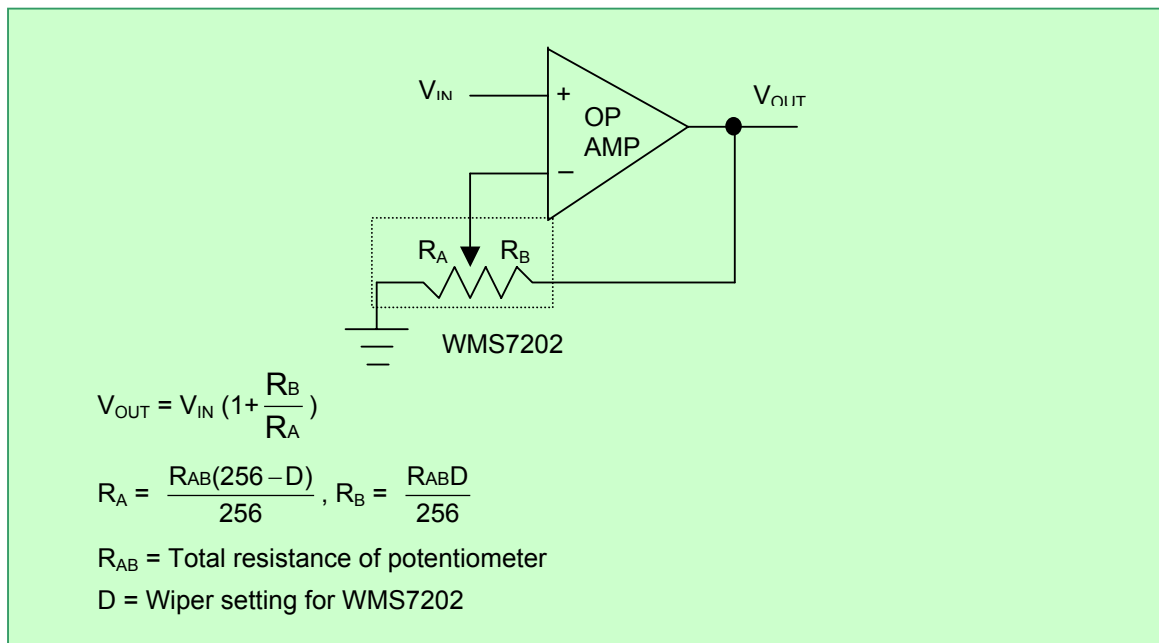 V_IN
+
OP
AMP
−
V_OUT
R_A R_B
WMS7202
V_OUT = V_IN (1+ R_B / R_A )
R_A = R_AB(256 − D) / 256 , R_B = R_ABD / 256
R_AB = Total resistance of potentiometer
D = Wiper setting for WMS7202